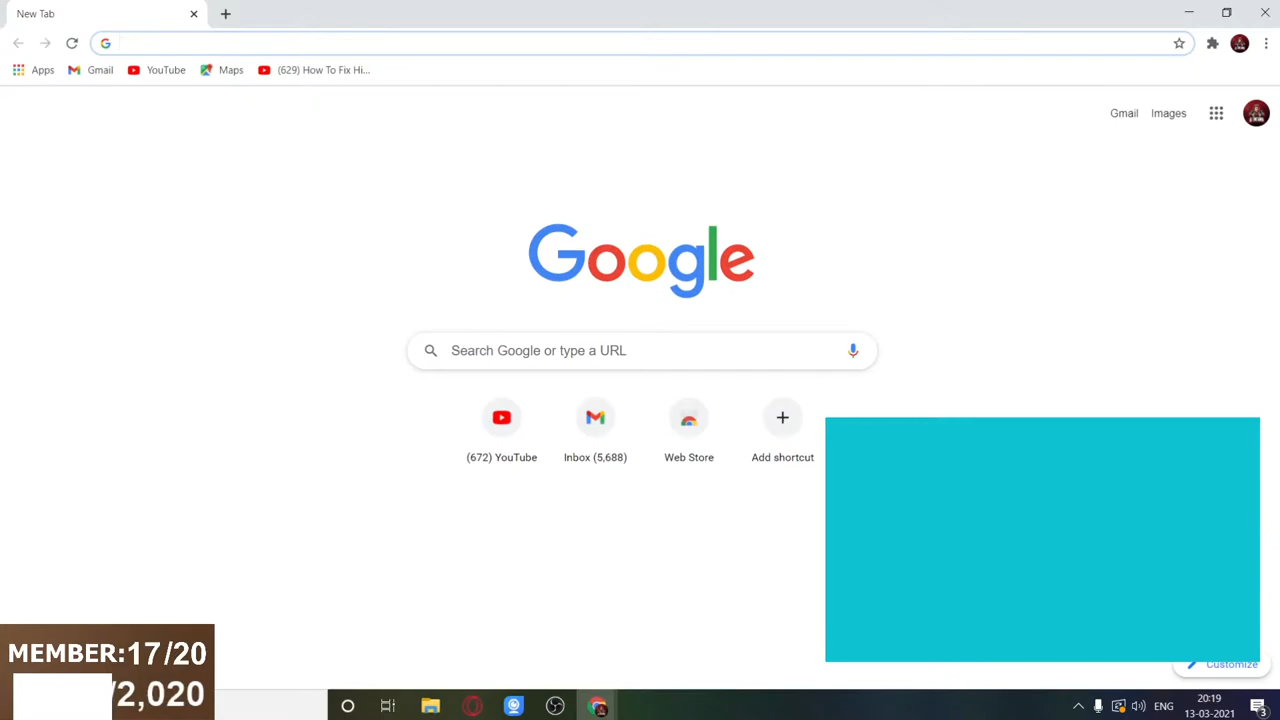 New Tab
Apps
Gmail
YouTube
Maps
(629) How To Fix Hi...
Gmail
Images
Google
Search Google or type a URL
(672) YouTube
Inbox (5,688)
Web Store
Add shortcut
Customize
MEMBER:17/20
/2,020
ENG
20:19
13-03-2021
3